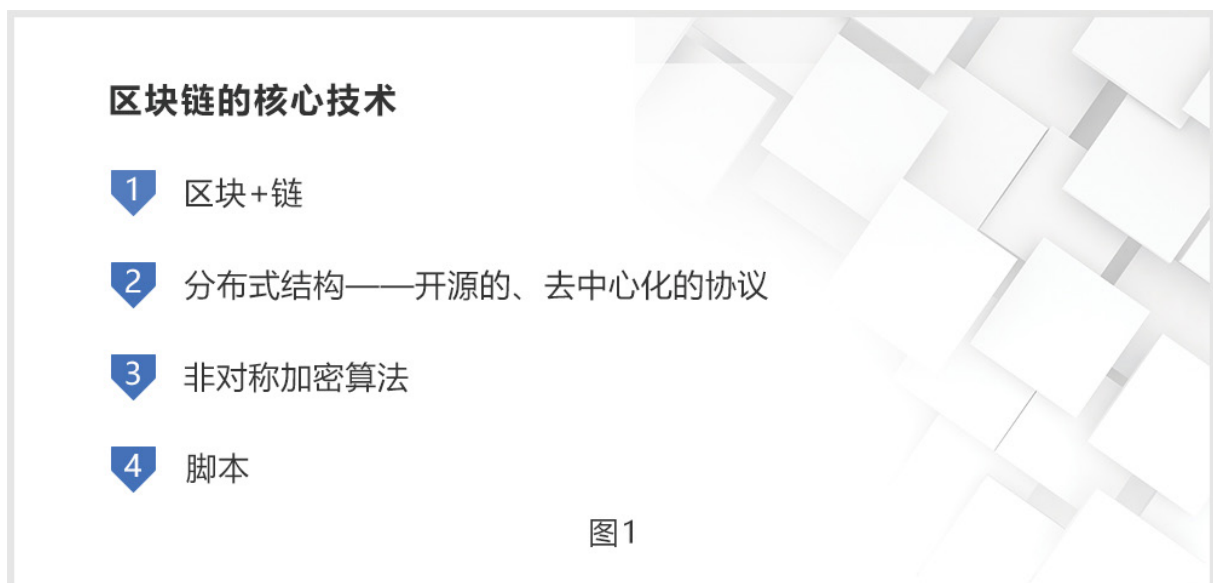 区块链的核心技术
1 区块+链
2 分布式结构——开源的、去中心化的协议
3 非对称加密算法
4 脚本
图1